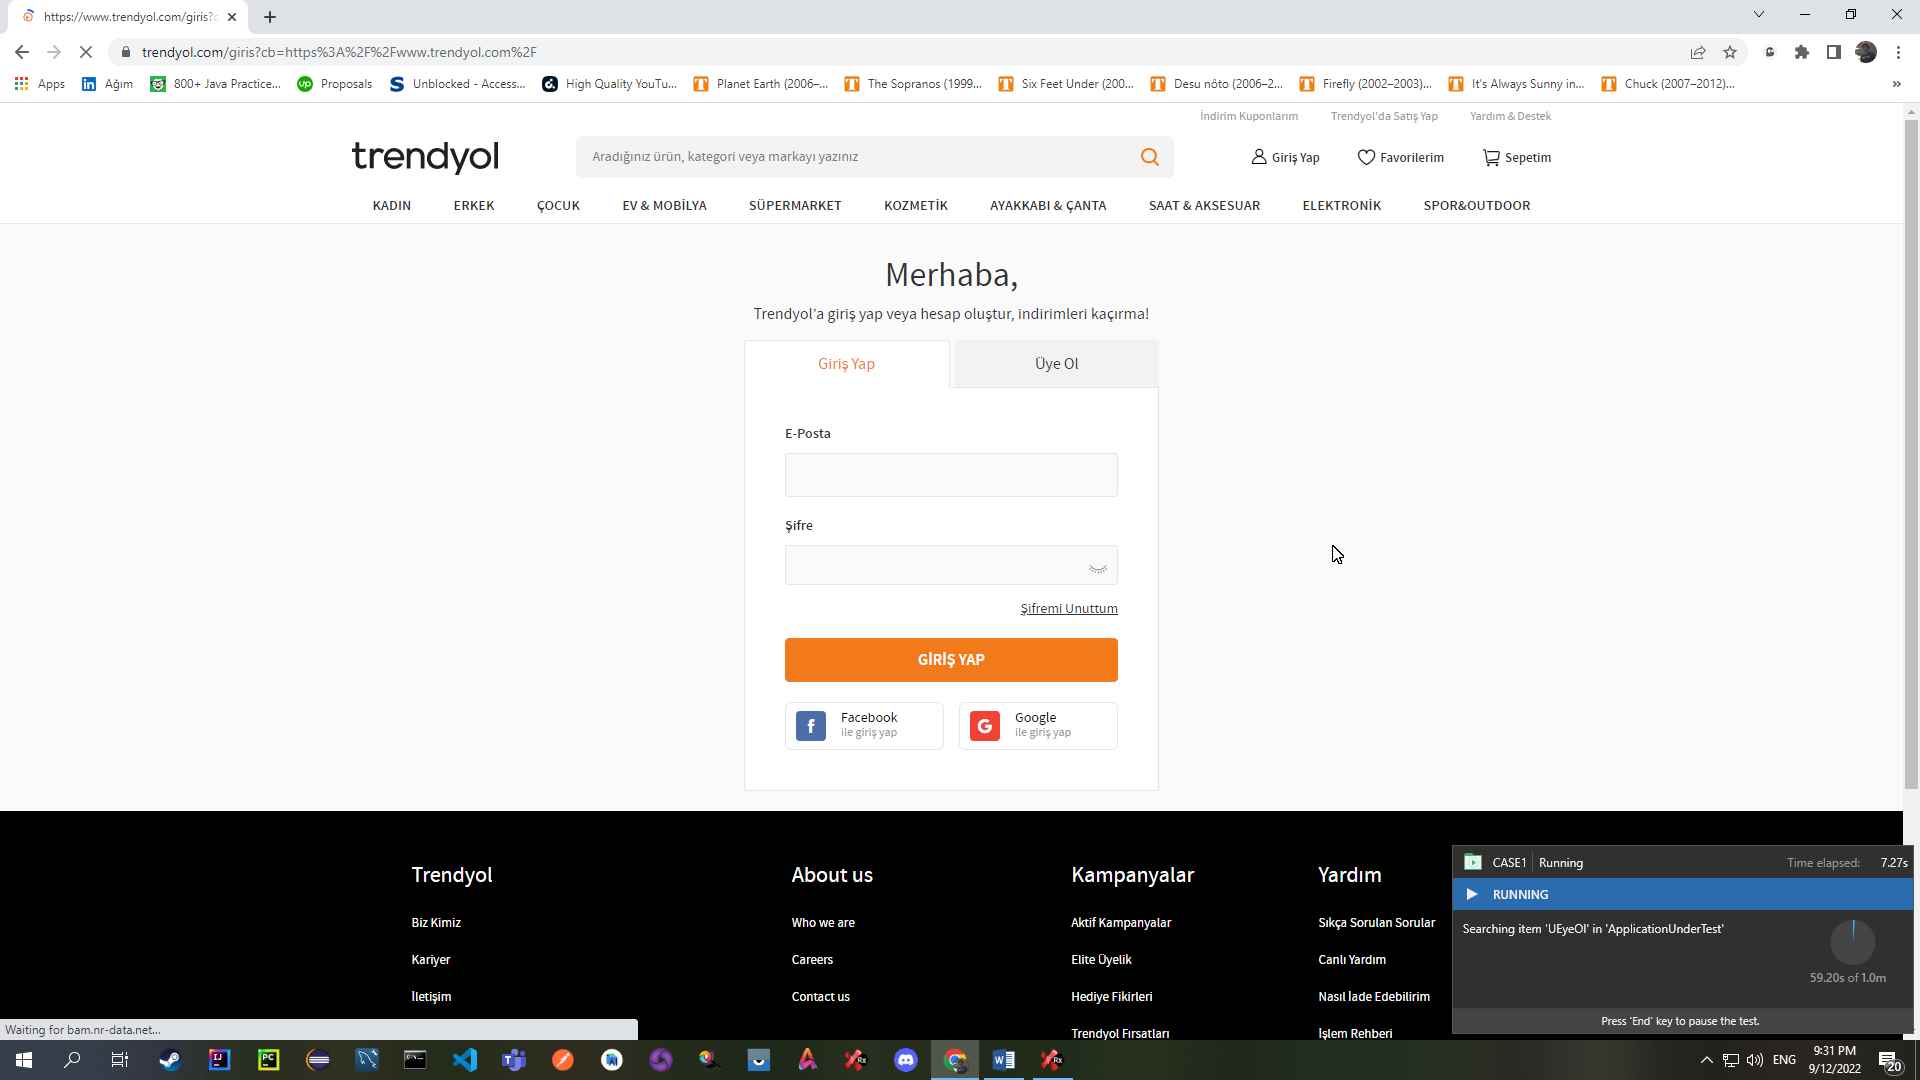 https://www.trendyol.com/giris?c
trendyol.com/giris?cb=https%3A%2F%2Fwww.trendyol.com%2F
Apps
Ağım
800+ Java Practice...
Proposals
Unblocked - Access...
High Quality YouTu...
Planet Earth (2006–...
The Sopranos (1999...
Six Feet Under (200...
Desu nôto (2006–2...
Firefly (2002–2003)...
It's Always Sunny in...
Chuck (2007–2012)...
»
İndirim Kuponlarım
Trendyol'da Satış Yap
Yardım & Destek
trendyol
Aradığınız ürün, kategori veya markayı yazınız
Giriş Yap
Favorilerim
Sepetim
KADIN
ERKEK
ÇOCUK
EV & MOBİLYA
SÜPERMARKET
KOZMETİK
AYAKKABI & ÇANTA
SAAT & AKSESUAR
ELEKTRONİK
SPOR&OUTDOOR
Merhaba,
Trendyol'a giriş yap veya hesap oluştur, indirimleri kaçırma!
Giriş Yap
Üye Ol
E-Posta
Şifre
Şifremi Unuttum
GİRİŞ YAP
Facebook
ile giriş yap
Google
ile giriş yap
Trendyol
Biz Kimiz
Kariyer
İletişim
About us
Who we are
Careers
Contact us
Kampanyalar
Aktif Kampanyalar
Elite Üyelik
Hediye Fikirleri
Trendyol Fırsatları
Yardım
Sıkça Sorulan Sorular
Canlı Yardım
Nasıl İade Edebilirim
İşlem Rehberi
CASE1
Running
Time elapsed: 7.27s
RUNNING
Searching item 'UEyeOl' in 'ApplicationUnderTest'
59.20s of 1.0m
Press 'End' key to pause the test.
Waiting for bam.nr-data.net...
ENG
9:31 PM
9/12/2022
20